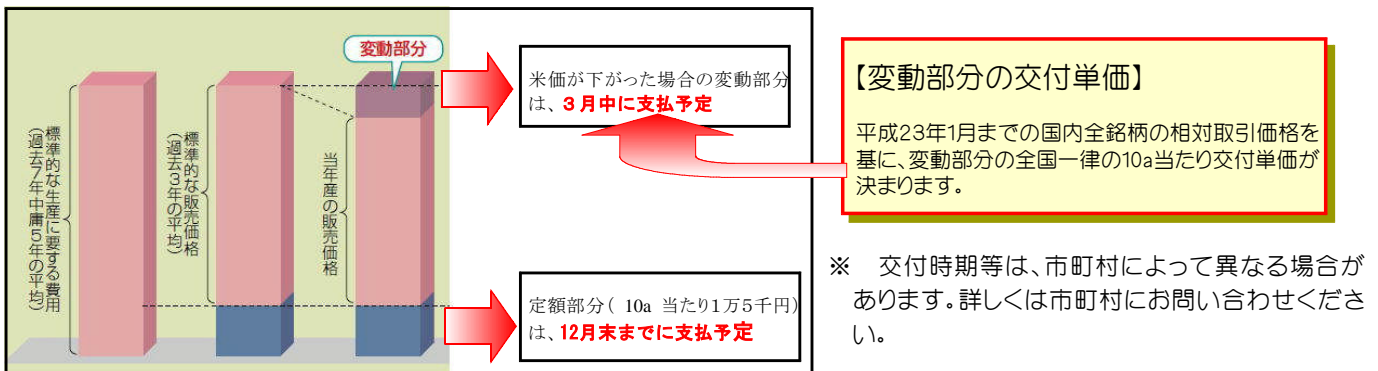 変動部分
標準的な生産に要する費用
(過去7年中庸5年の平均)
標準的な販売価格
(過去3年の平均)
当年産の販売価格
米価が下がった場合の変動部分
は、3月中に支払予定
定額部分( 10a 当たり1万5千円)
は、12月末までに支払予定
【変動部分の交付単価】
平成23年1月までの国内全銘柄の相対取引価格を
基に、変動部分の全国一律の10a当たり交付単価が
決まります。
※ 交付時期等は、市町村によって異なる場合が
あります。詳しくは市町村にお問い合わせくださ
い。